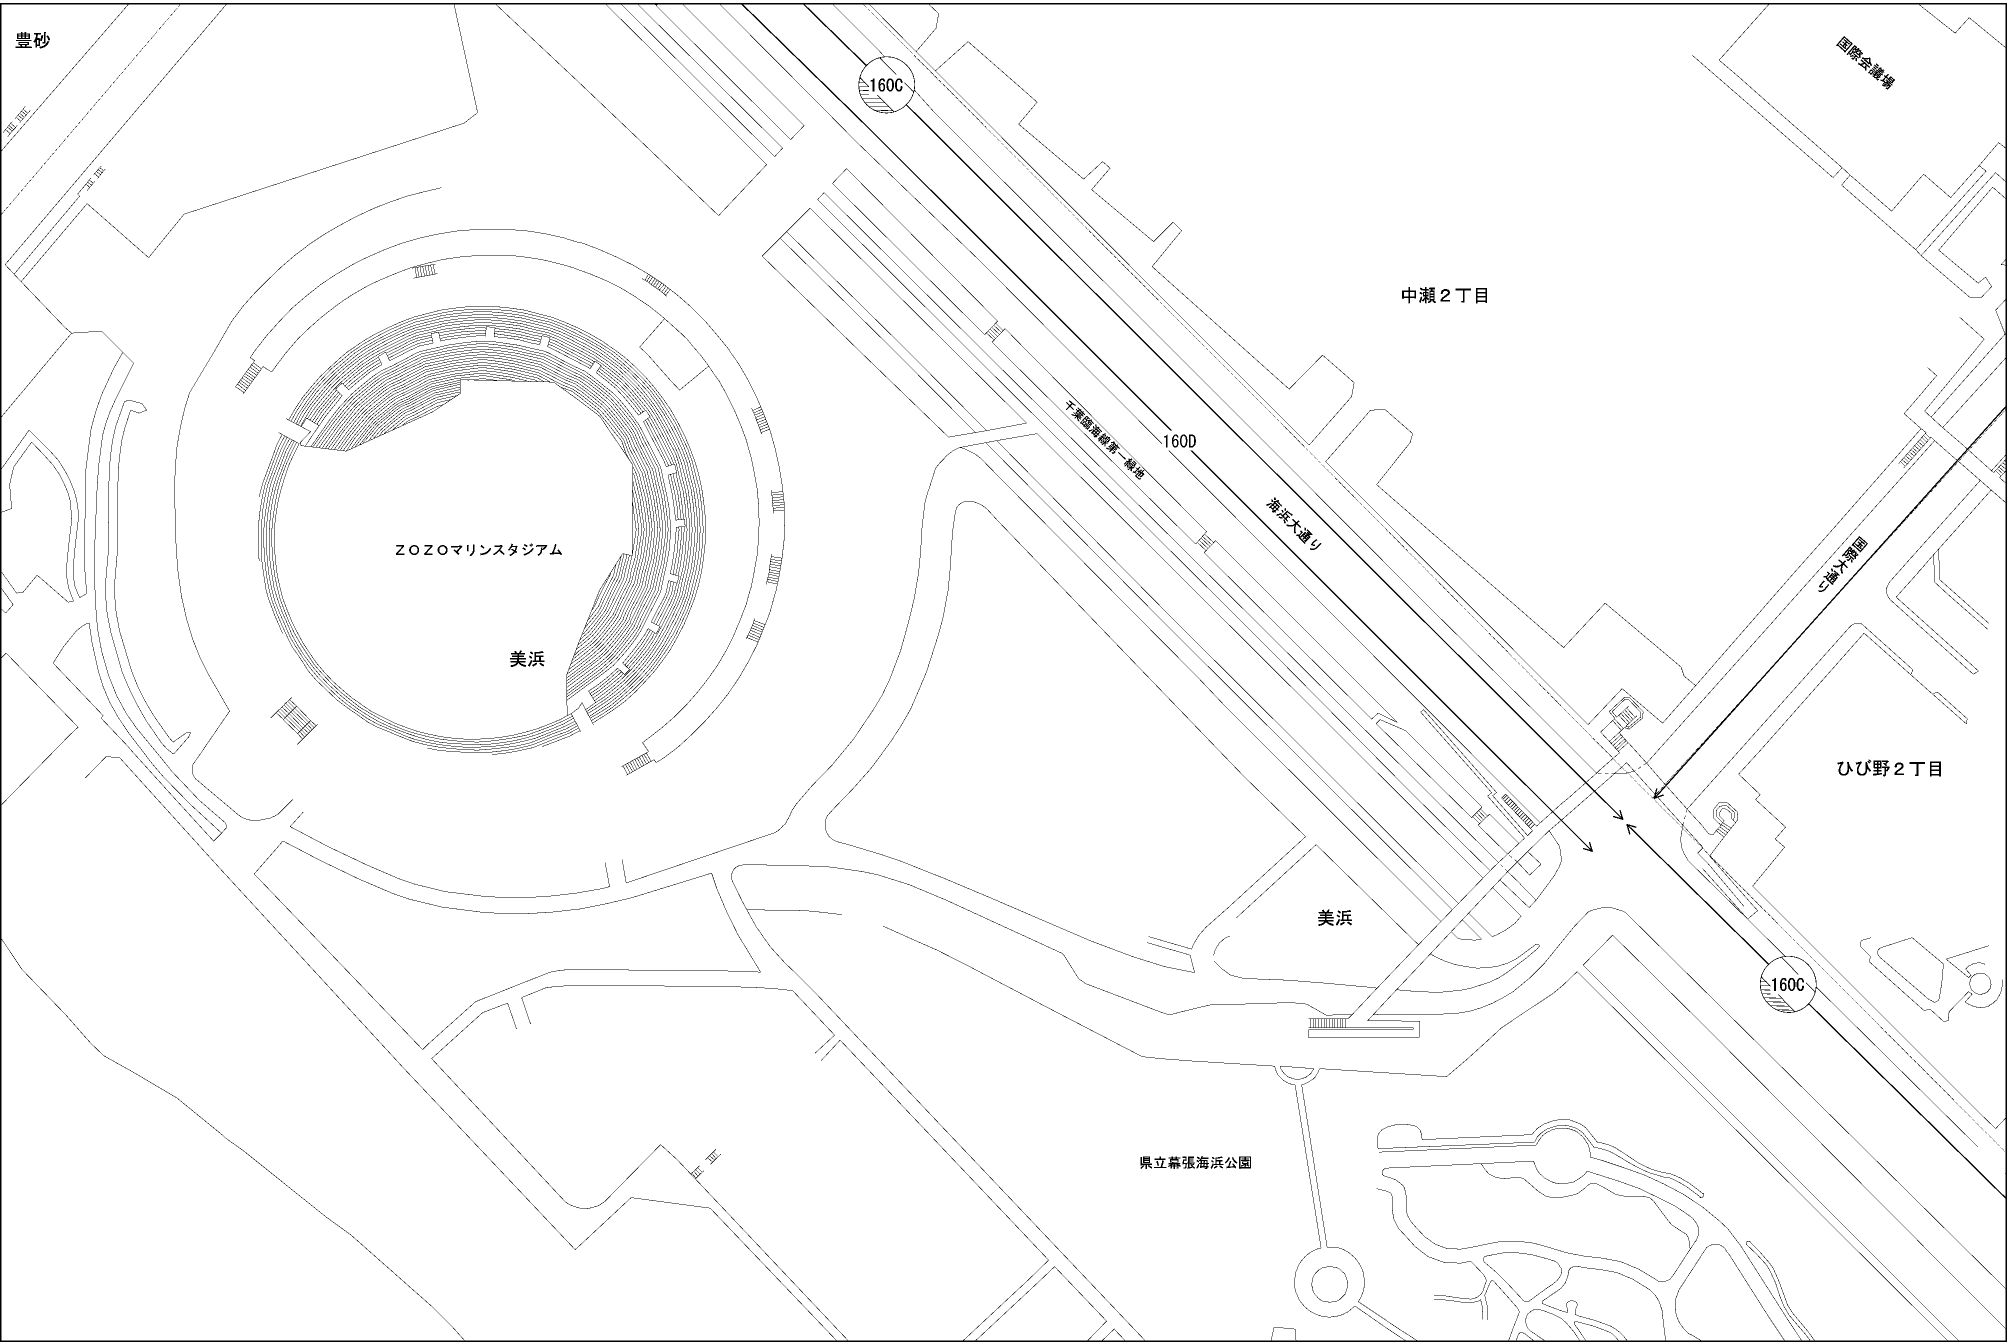 豊砂
160C
国際会議場
中瀬２丁目
千葉臨海線第一緑地
160D
海浜大通り
国際大通り
ＺＯＺＯマリンスタジアム
美浜
ひび野２丁目
美浜
160C
県立幕張海浜公園